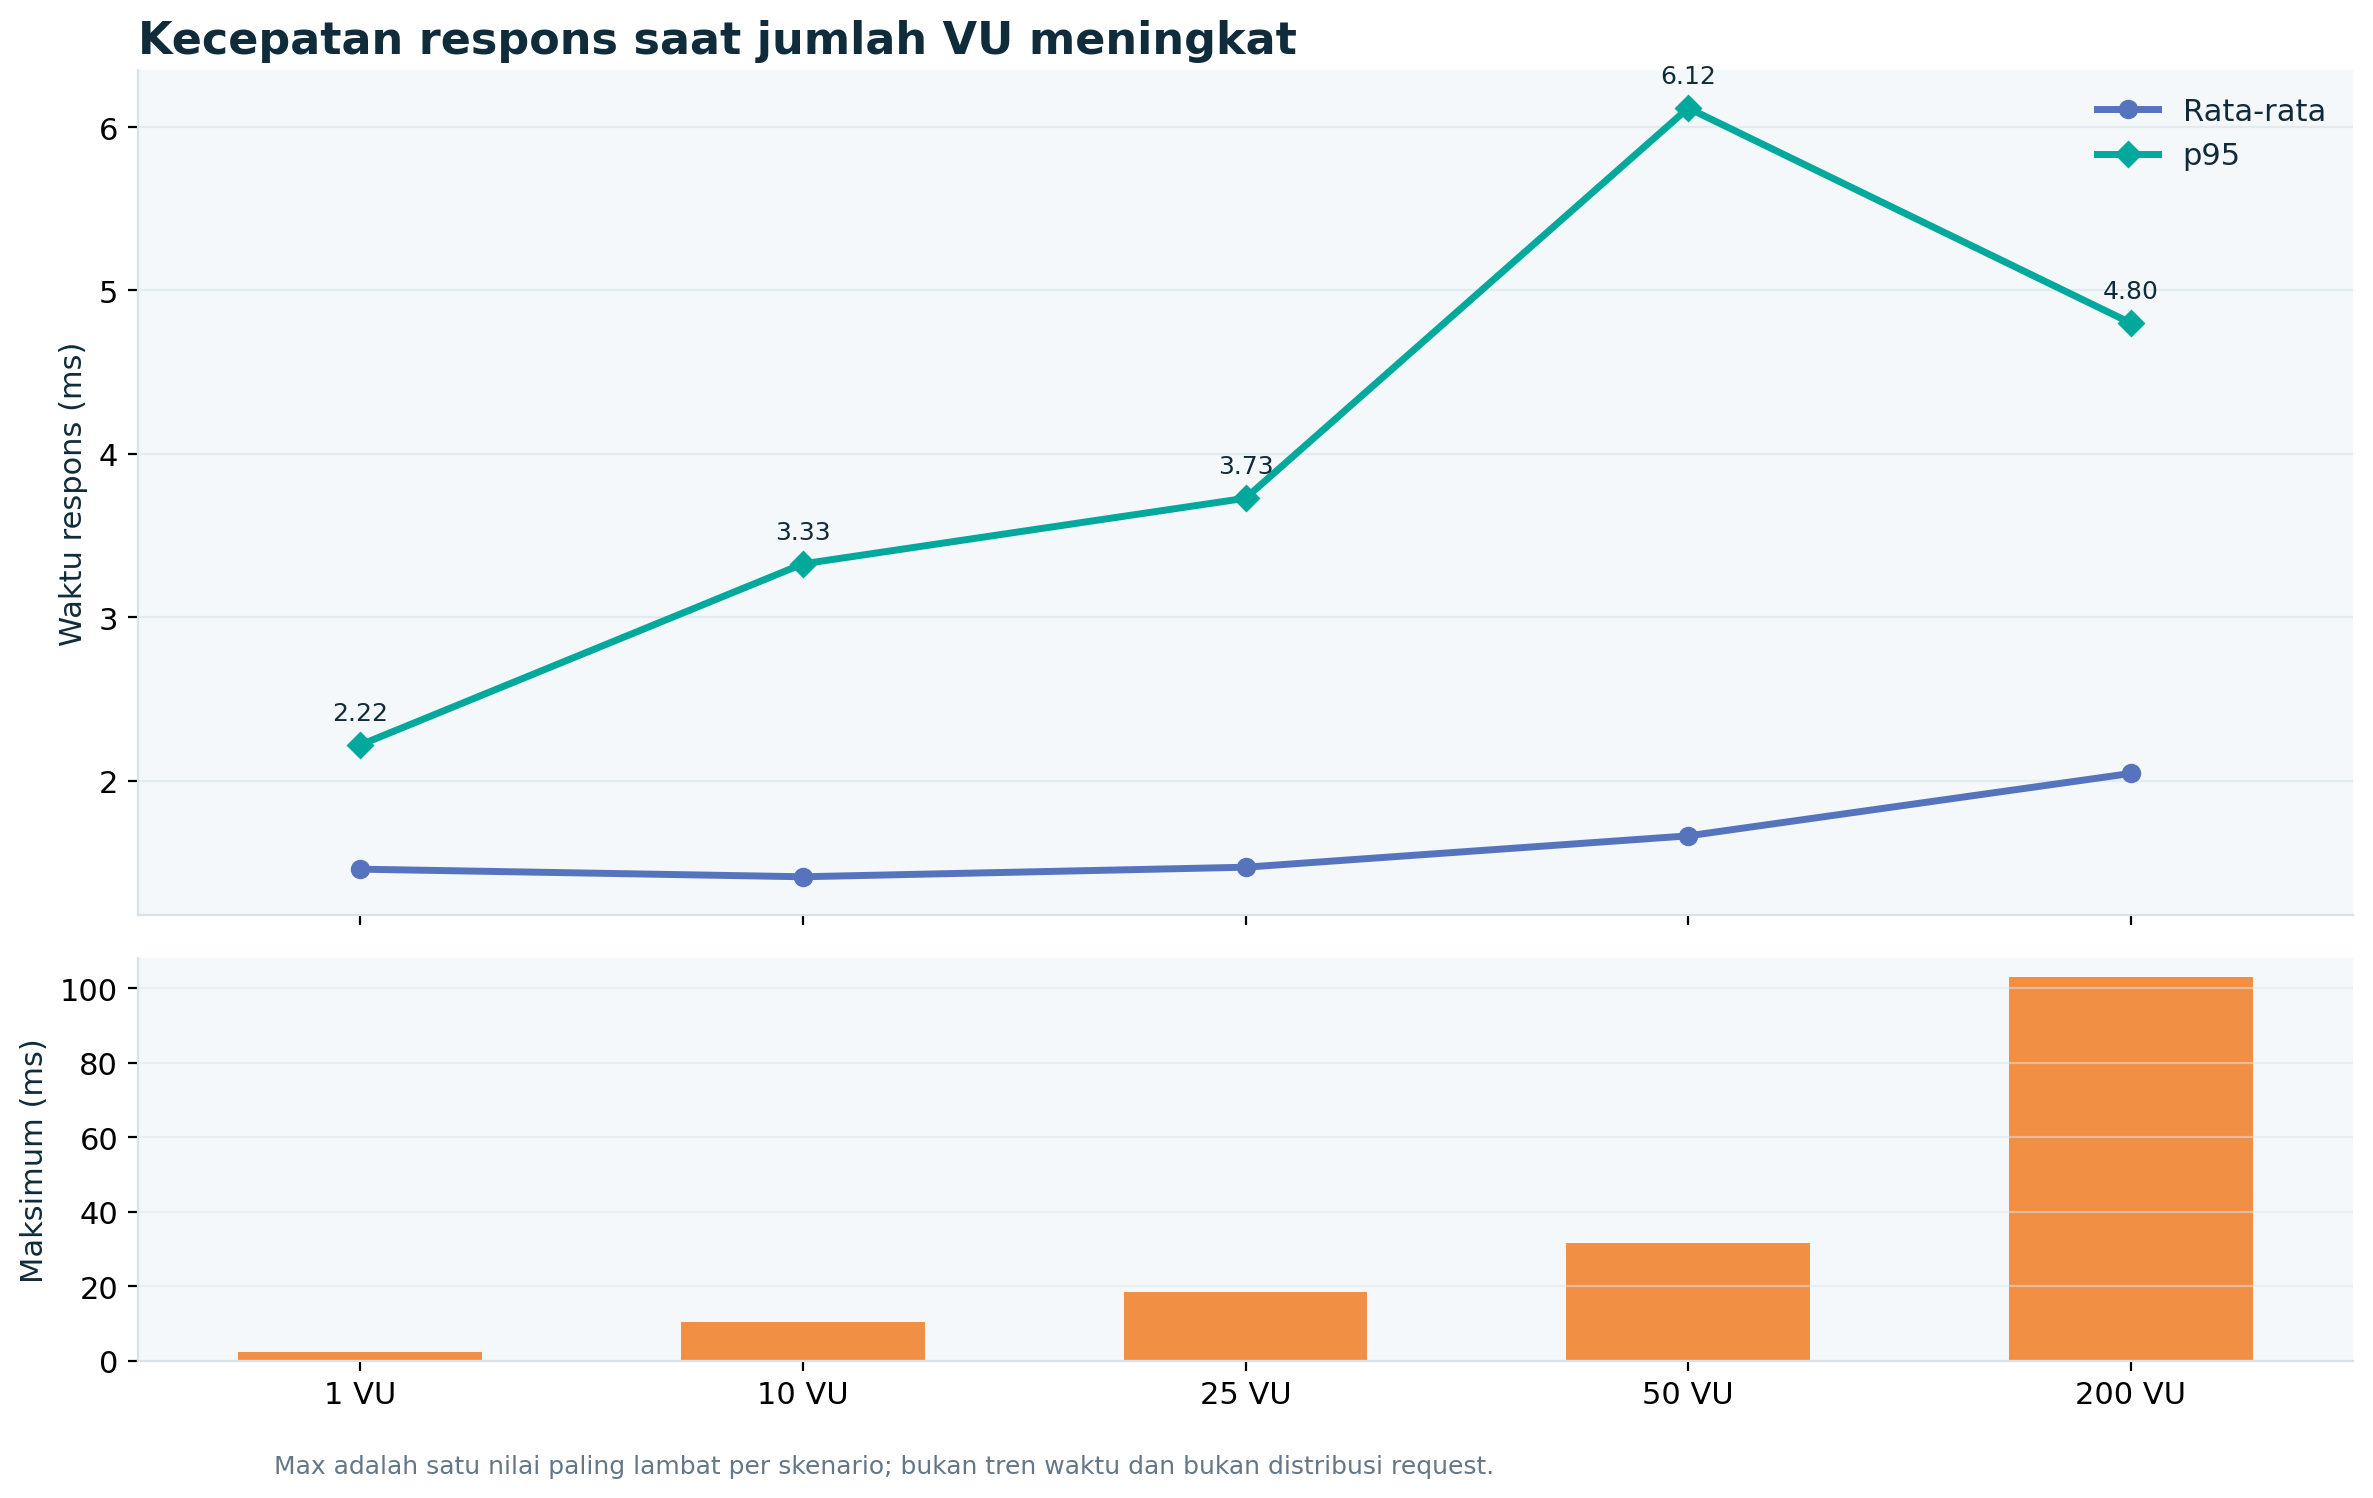 Kecepatan respons saat jumlah VU meningkat
Waktu respons (ms)
6
5
4
3
2
2.22
3.33
3.73
6.12
4.80
Rata-rata
p95
Maksimum (ms)
100
80
60
40
20
0
1 VU
10 VU
25 VU
50 VU
200 VU
Max adalah satu nilai paling lambat per skenario; bukan tren waktu dan bukan distribusi request.